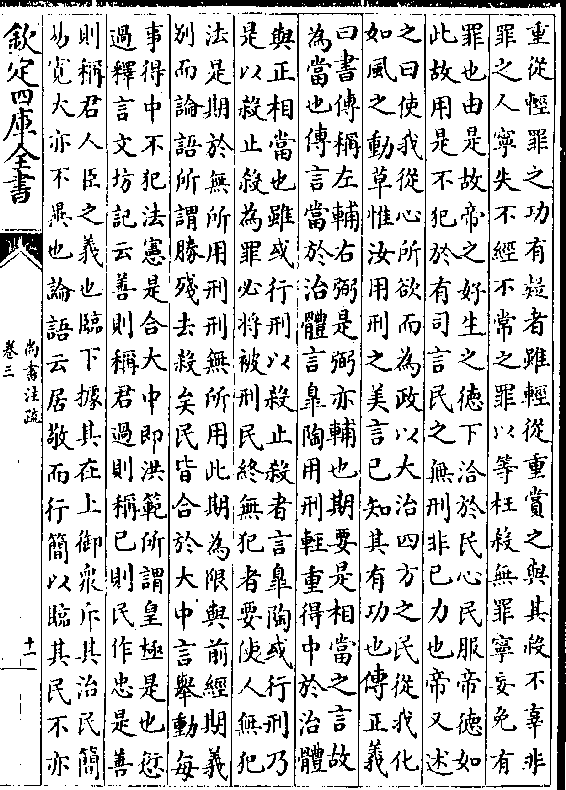 重從輕罪之功有疑者雖輕從重賞之與其殺不辜非
罪之人寧失不經不常之罪以等枉殺無罪寧妄免有
罪也由是故帝之好生之徳下洽於民心民服帝徳如
此故用是不犯於有司言民之無刑非已力也帝又述
之曰使我從心所欲而為政以大治四方之民從我化
如風之動草惟汝用刑之美言已知其有功也傳正義
曰書傳稱左輔右弼是弼亦輔也期要是相當之言故
為當也傳言當於治體言臯陶用刑輕重得中於治體
與正相當也雖或行刑以殺止殺者言臯陶或行刑乃
是以殺止殺為罪必將被刑民終無犯者要使人無犯
法是期於無所用刑刑無所用此期為限與前經期義
别而論語所謂勝殘去殺矣民皆合於大中言舉動每
事得中不犯法憲是合大中即洪範所謂皇極是也愆
過釋言文坊記云善則稱君過則稱已則民作忠是善
則稱君人臣之義也臨下據其在上御衆斥其治民簡
易寛大亦不異也論語云居敬而行簡以臨其民不亦
欽定四庫全書
尚書注疏
卷三
十一